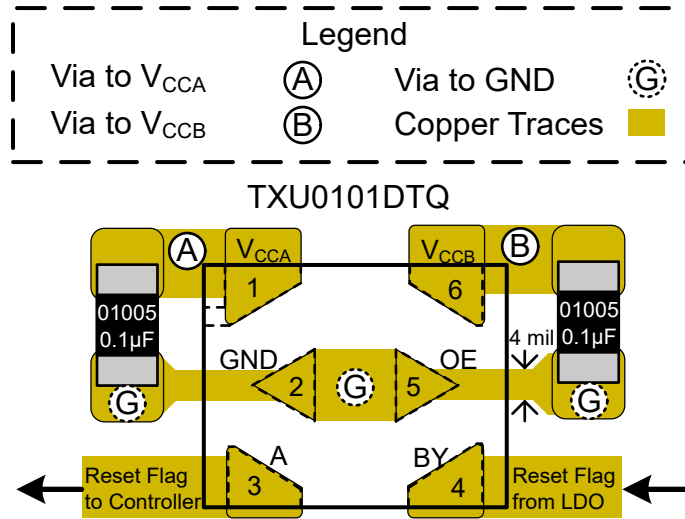 Legend
Via to VCCA A Via to GND G
Via to VCCB B Copper Traces
TXU0101DTQ
A VCCA VCCB B
1 6
01005 01005
0.1µF 4 mil 0.1µF
GND OE
G 2 G 5 G
A BY
Reset Flag 3 4 Reset Flag
to Controller from LDO